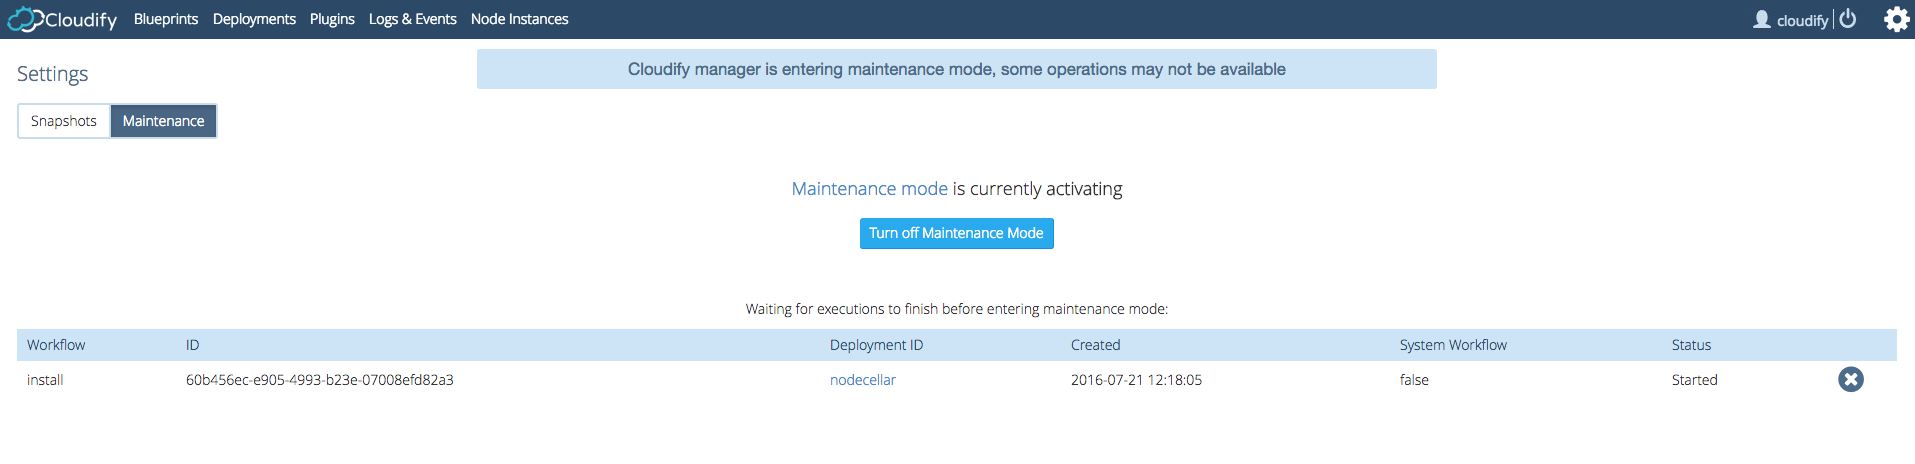 Cloudify Blueprints Deployments Plugins Logs & Events Node Instances cloudify
Cloudify manager is entering maintenance mode, some operations may not be available
Settings
Snapshots Maintenance
Maintenance mode is currently activating
Turn off Maintenance Mode
Waiting for executions to finish before entering maintenance mode:
Workflow ID Deployment ID Created System Workflow Status
install 60b456ec-e905-4993-b23e-07008efd82a3 nodecellar 2016-07-21 12:18:05 false Started